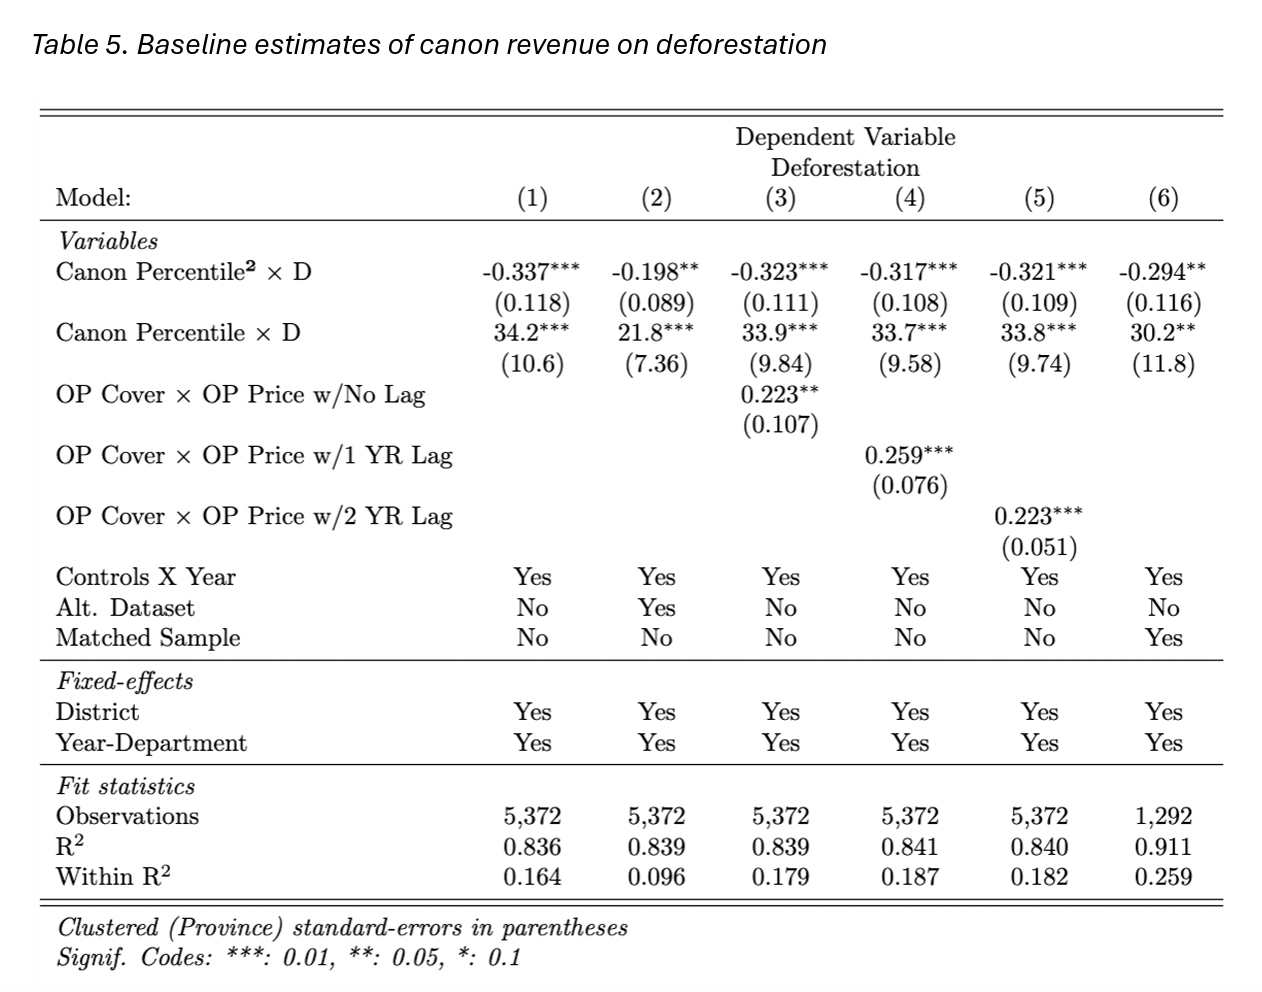 Table 5. Baseline estimates of canon revenue on deforestation
Dependent Variable
Deforestation
Model: (1) (2) (3) (4) (5) (6)
Variables
Canon Percentile² × D -0.337*** -0.198** -0.323*** -0.317*** -0.321*** -0.294**
(0.118) (0.089) (0.111) (0.108) (0.109) (0.116)
Canon Percentile × D 34.2*** 21.8*** 33.9*** 33.7*** 33.8*** 30.2**
(10.6) (7.36) (9.84) (9.58) (9.74) (11.8)
OP Cover × OP Price w/No Lag 0.223**
(0.107)
OP Cover × OP Price w/1 YR Lag 0.259***
(0.076)
OP Cover × OP Price w/2 YR Lag 0.223***
(0.051)
Controls X Year Yes Yes Yes Yes Yes Yes
Alt. Dataset No Yes No No No No
Matched Sample No No No No No Yes
Fixed-effects
District Yes Yes Yes Yes Yes Yes
Year-Department Yes Yes Yes Yes Yes Yes
Fit statistics
Observations 5,372 5,372 5,372 5,372 5,372 1,292
R² 0.836 0.839 0.839 0.841 0.840 0.911
Within R² 0.164 0.096 0.179 0.187 0.182 0.259
Clustered (Province) standard-errors in parentheses
Signif. Codes: ***: 0.01, **: 0.05, *: 0.1